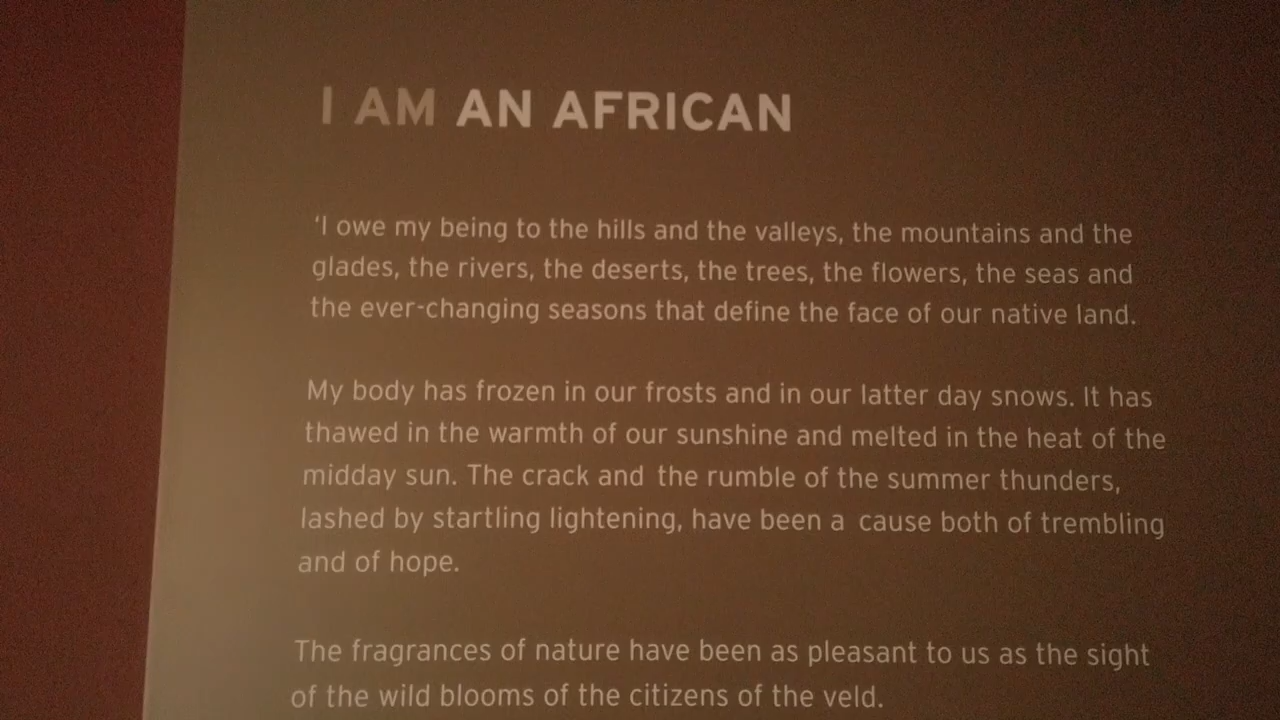 I AM AN AFRICAN
‘I owe my being to the hills and the valleys, the mountains and the
glades, the rivers, the deserts, the trees, the flowers, the seas and
the ever-changing seasons that define the face of our native land.
My body has frozen in our frosts and in our latter day snows. It has
thawed in the warmth of our sunshine and melted in the heat of the
midday sun. The crack and the rumble of the summer thunders,
lashed by startling lightening, have been a cause both of trembling
and of hope.
The fragrances of nature have been as pleasant to us as the sight
of the wild blooms of the citizens of the veld.